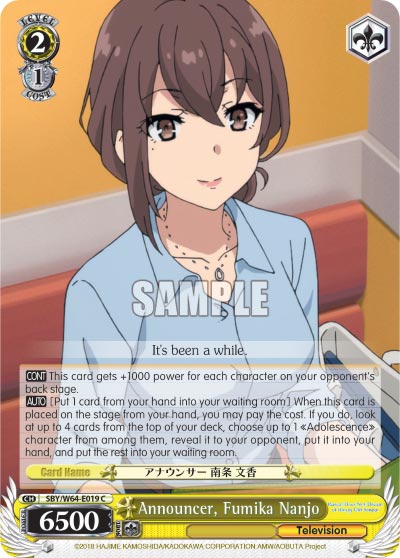 LEVEL
2
1
COST
SAMPLE
It's been a while.
CONT This card gets +1000 power for each character on your opponent's
back stage.
AUTO [Put 1 card from your hand into your waiting room] When this card is
placed on the stage from your hand, you may pay the cost. If you do, look
at up to 4 cards from the top of your deck, choose up to 1 «Adolescence»
character from among them, reveal it to your opponent, put it into your
hand, and put the rest into your waiting room.
Card Name
アナウンサー 南条 文香
CH SBY/W64-E019 C
Announcer, Fumika Nanjo
POWER
6500
Television
©2018 HAJIME KAMOSHIDA/KADOKAWA CORPORATION AMW/AOBUTA Project